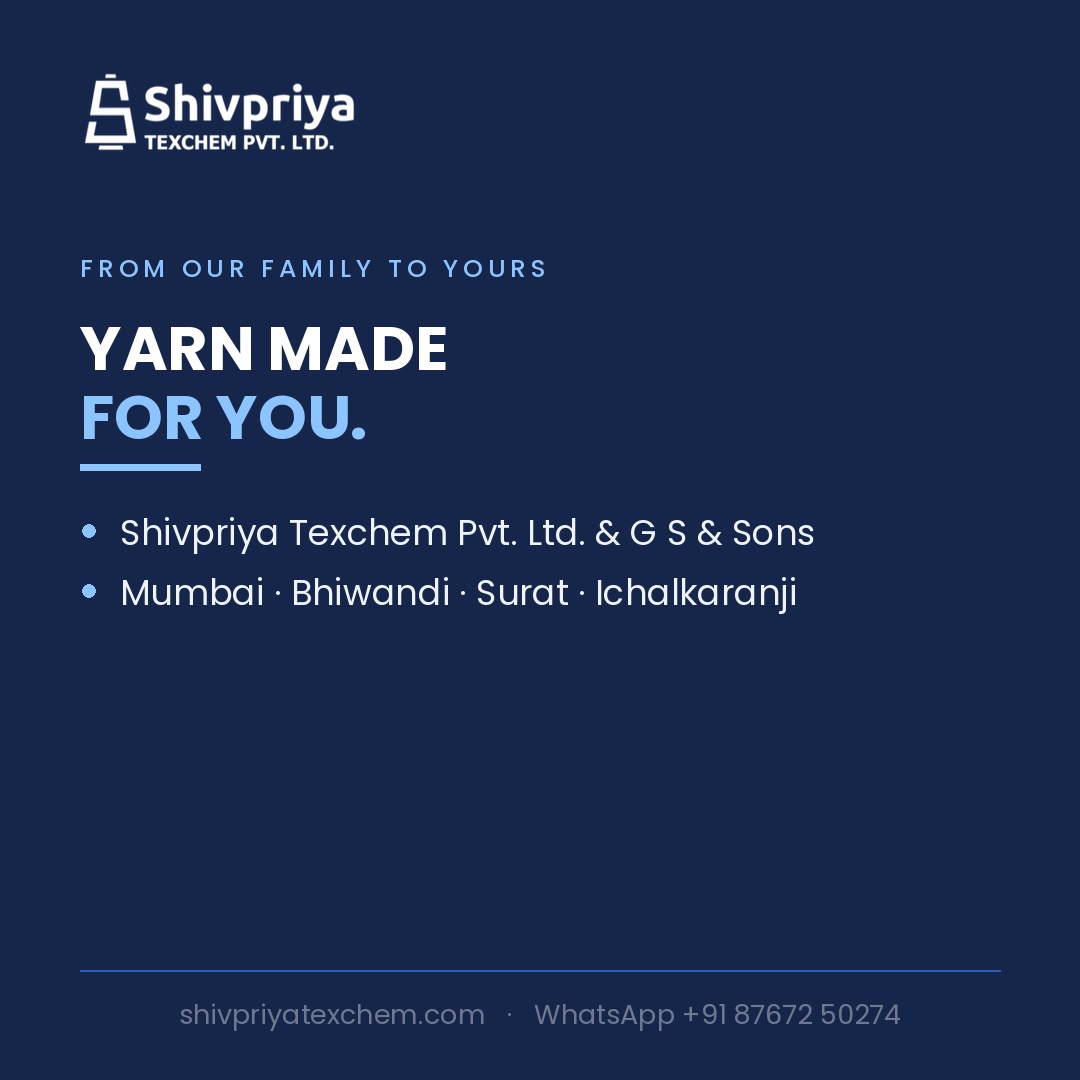 Shivpriya
TEXCHEM PVT. LTD.
FROM OUR FAMILY TO YOURS
YARN MADE
FOR YOU.
• Shivpriya Texchem Pvt. Ltd. & G S & Sons
• Mumbai · Bhiwandi · Surat · Ichalkaranji
shivpriyatexchem.com · WhatsApp +91 87672 50274